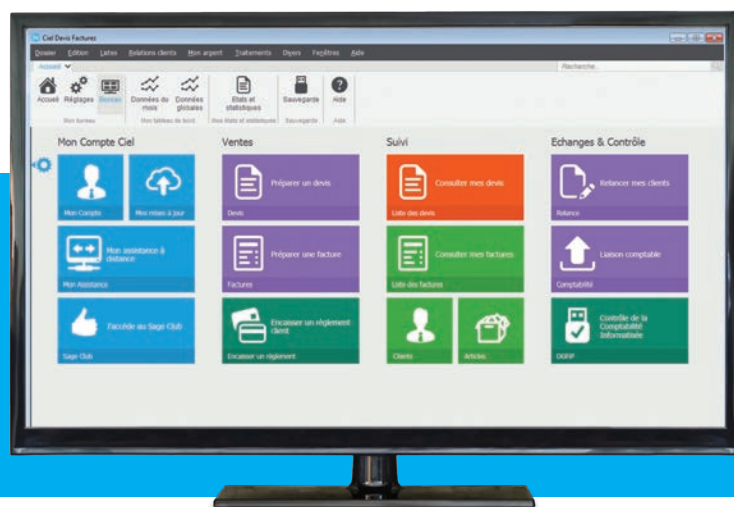 Ciel Devis Factures
Dossier Edition Listes Relations clients Mon argent Traitements Divers Fenêtres Aide
Accueil
Recherche...
Accueil Réglages Bureau Données du mois Données globales Etats et statistiques Sauvegarde Aide
Mon bureau Mon tableau de bord Mes états et statistiques Sauvegarde Aide
Mon Compte Ciel
Mon Compte
Mes mises à jour
Mon assistance à
distance
Mon Assistance
J'accède au Sage Club
Sage Club
Ventes
Préparer un devis
Devis
Préparer une facture
Factures
Encaisser un règlement
client
Encaisser un règlement
Suivi
Consulter mes devis
Liste des devis
Consulter mes factures
Liste des factures
Clients
Articles
Echanges & Contrôle
Relancer mes clients
Relance
Liaison comptable
Comptabilité
Contrôle de la
Comptabilité
Informatisée
DGFiP